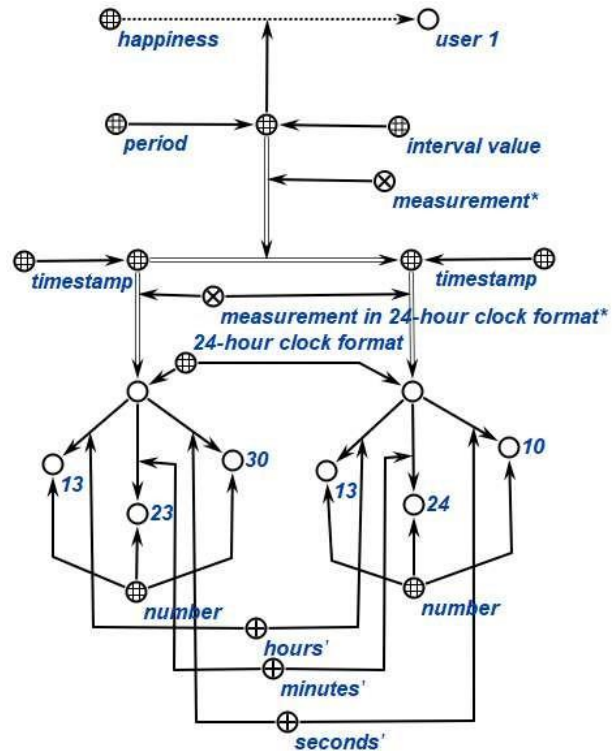 happiness
user 1
period
interval value
measurement*
timestamp
timestamp
measurement in 24-hour clock format*
24-hour clock format
13
23
30
13
24
10
number
number
hours'
minutes'
seconds'